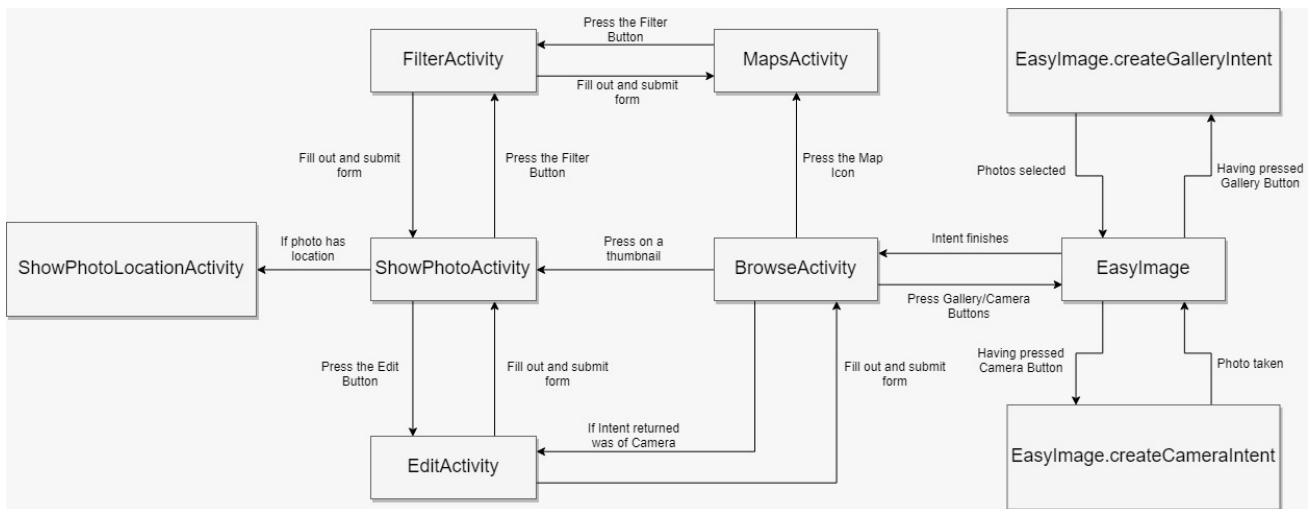 Press the Filter
Button
FilterActivity
MapsActivity
EasyImage.createGalleryIntent
Fill out and submit
form
Fill out and submit
form
Press the Filter
Button
Press the Map
Icon
Photos selected
Having pressed
Gallery Button
ShowPhotoLocationActivity
If photo has
location
ShowPhotoActivity
Press on a
thumbnail
BrowseActivity
Intent finishes
EasyImage
Press Gallery/Camera
Buttons
Press the Edit
Button
Fill out and submit
form
Fill out and submit
form
Having pressed
Camera Button
Photo taken
If Intent returned
was of Camera
EditActivity
EasyImage.createCameraIntent